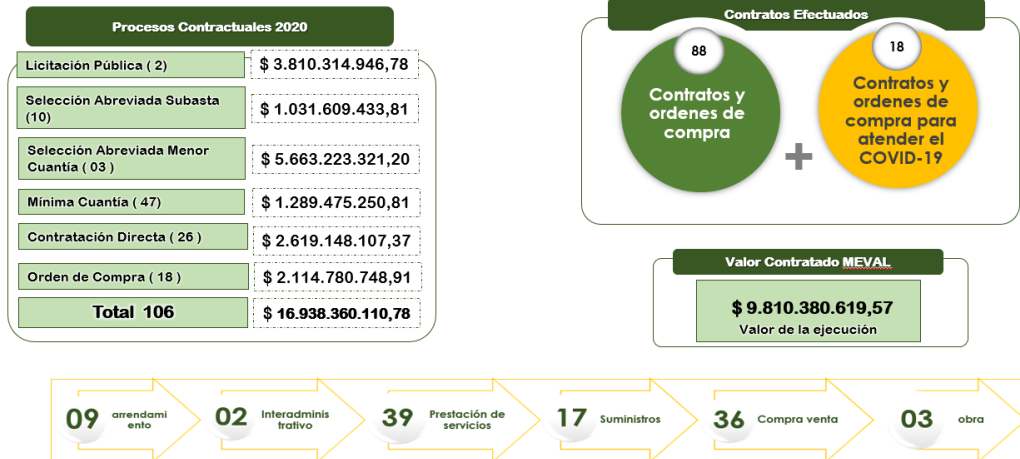 Procesos Contractuales 2020
Licitación Pública ( 2)
$ 3.810.314.946,78
Selección Abreviada Subasta
(10)
$ 1.031.609.433,81
Selección Abreviada Menor
Cuantía ( 03 )
$ 5.663.223.321,20
Mínima Cuantía ( 47)
$ 1.289.475.250,81
Contratación Directa ( 26 )
$ 2.619.148.107,37
Orden de Compra ( 18 )
$ 2.114.780.748,91
Total 106
$ 16.938.360.110,78
Contratos Efectuados
88
Contratos y
ordenes de
compra
+
18
Contratos y
ordenes de
compra para
atender el
COVID-19
Valor Contratado MEVAL
$ 9.810.380.619,57
Valor de la ejecución
09
arrendami
ento
02
Interadminis
trativo
39
Prestación de
servicios
17
Suministros
36
Compra venta
03
obra